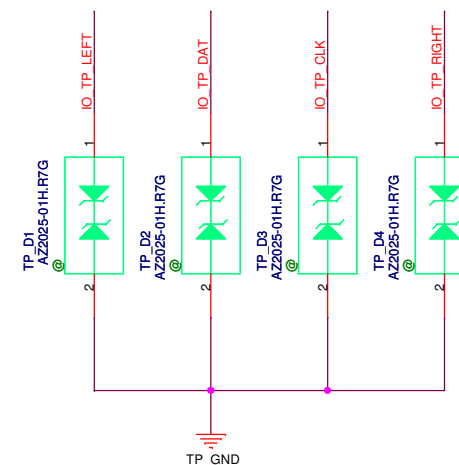 IO_TP_LEFT
IO_TP_DAT
IO_TP_CLK
IO_TP_RIGHT
1
1
1
1
TP_D1
AZ2025-01H.R7G
@
TP_D2
AZ2025-01H.R7G
@
TP_D3
AZ2025-01H.R7G
@
TP_D4
AZ2025-01H.R7G
@
2
2
2
2
TP_GND